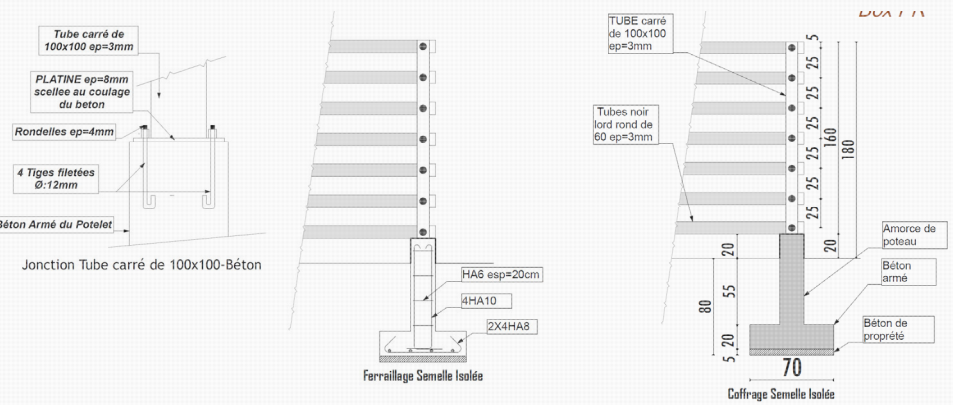 Tube carré de
100x100 ep=3mm
PLATINE ep=8mm
scellee au coulage
du beton
Rondelles ep=4mm
4 Tiges filetées
Ø:12mm
Béton Armé du Potelet
Jonction Tube carré de 100x100-Béton
HA6 esp=20cm
4HA10
2X4HA8
Ferraillage Semelle Isolée
TUBE carré
de 100x100
ep=3mm
Tubes noir
lord rond de
60 ep=3mm
5
25
25
25
25
25
25
160
180
20
20
80
55
20
5
70
Amorce de
poteau
Béton
armé
Béton de
proprété
Coffrage Semelle Isolée